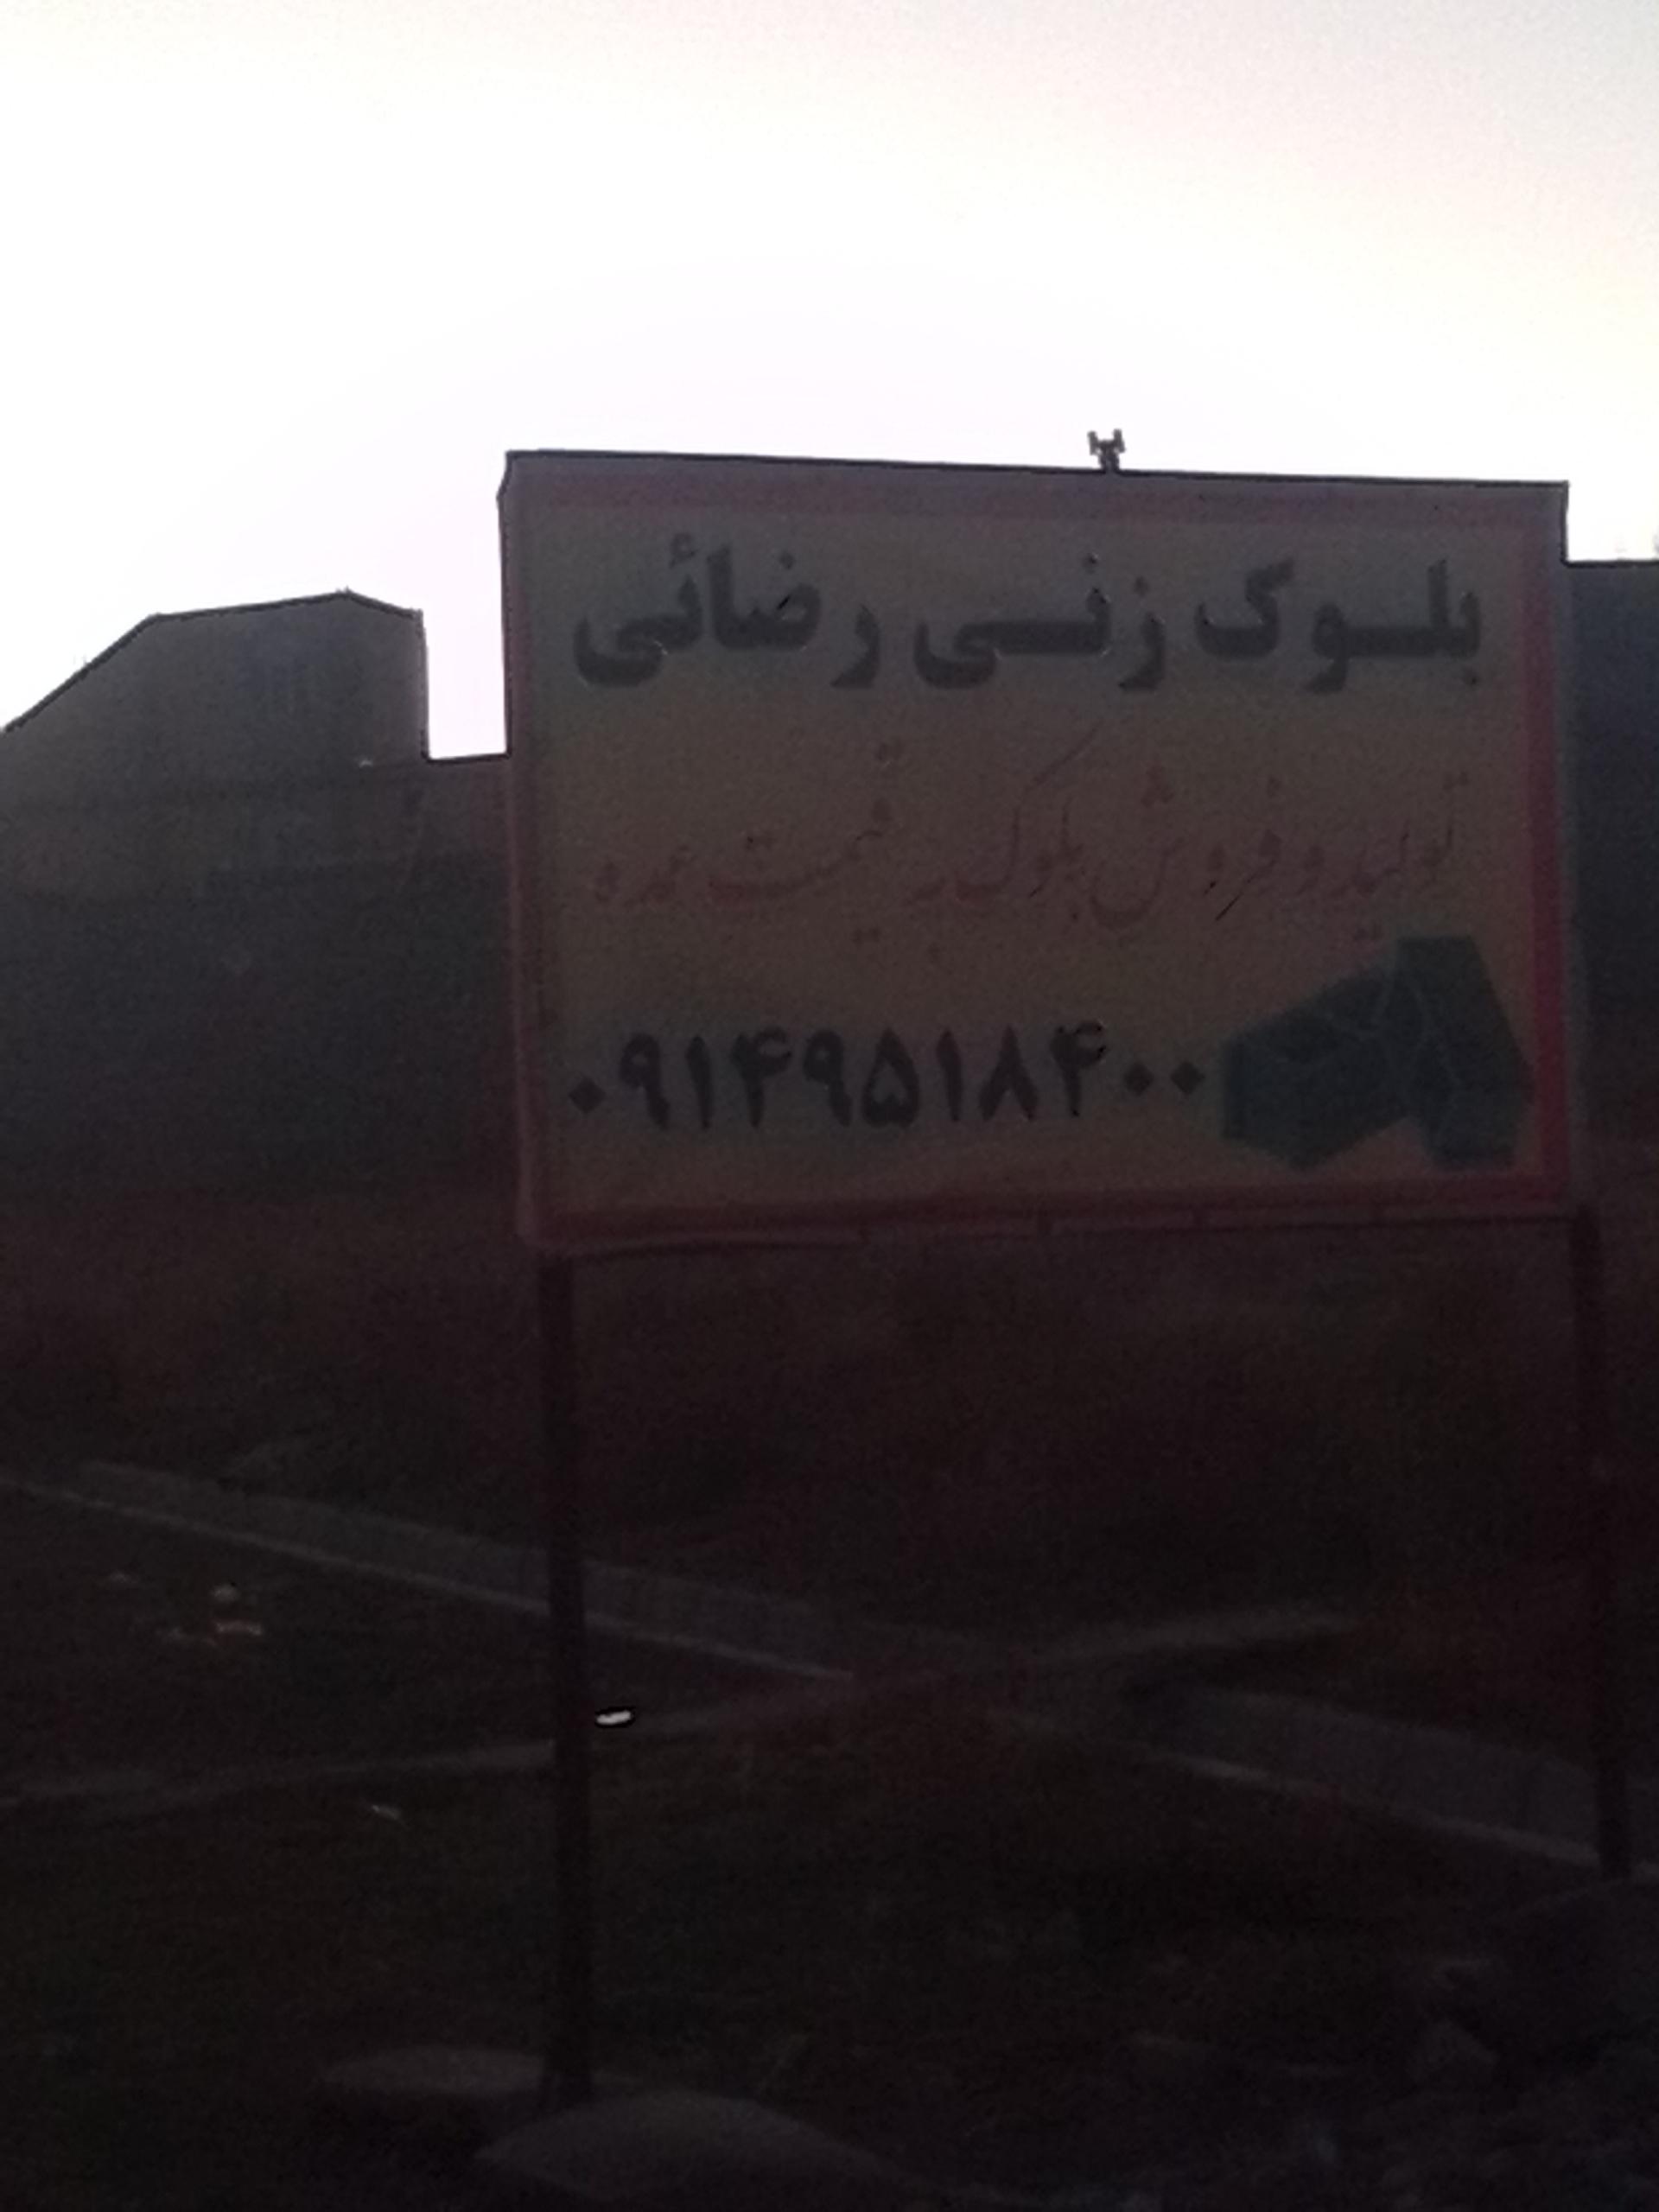 بلوک زنی رضائی
تولید و فروش بلوک به قیمت عمده
۰۹۱۴۹۵۱۸۴۰۰